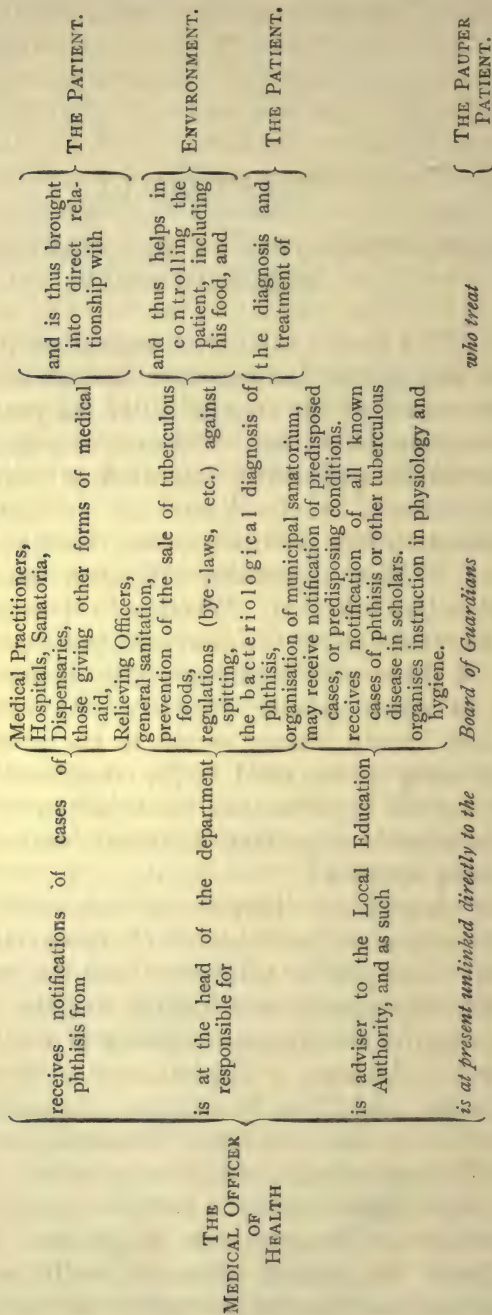 THE
MEDICAL OFFICER
OF
HEALTH
receives notifications of cases of
phthisis from
Medical Practitioners,
Hospitals, Sanatoria,
Dispensaries,
those giving other forms of medical
aid,
Relieving Officers,
and is thus brought
into direct rela-
tionship with
THE PATIENT.
is at the head of the department
responsible for
general sanitation,
prevention of the sale of tuberculous
foods,
regulations (bye-laws, etc.) against
spitting,
the bacteriological diagnosis of
phthisis,
organisation of municipal sanatorium,
and thus helps in
controlling the
patient, including
his food, and
ENVIRONMENT.
the diagnosis and
treatment of
THE PATIENT.
is adviser to the Local Education
Authority, and as such
may receive notification of predisposed
cases, or predisposing conditions.
receives notification of all known
cases of phthisis or other tuberculous
disease in scholars.
organises instruction in physiology and
hygiene.
is at present unlinked directly to the
Board of Guardians
who treat
THE PAUPER
PATIENT.